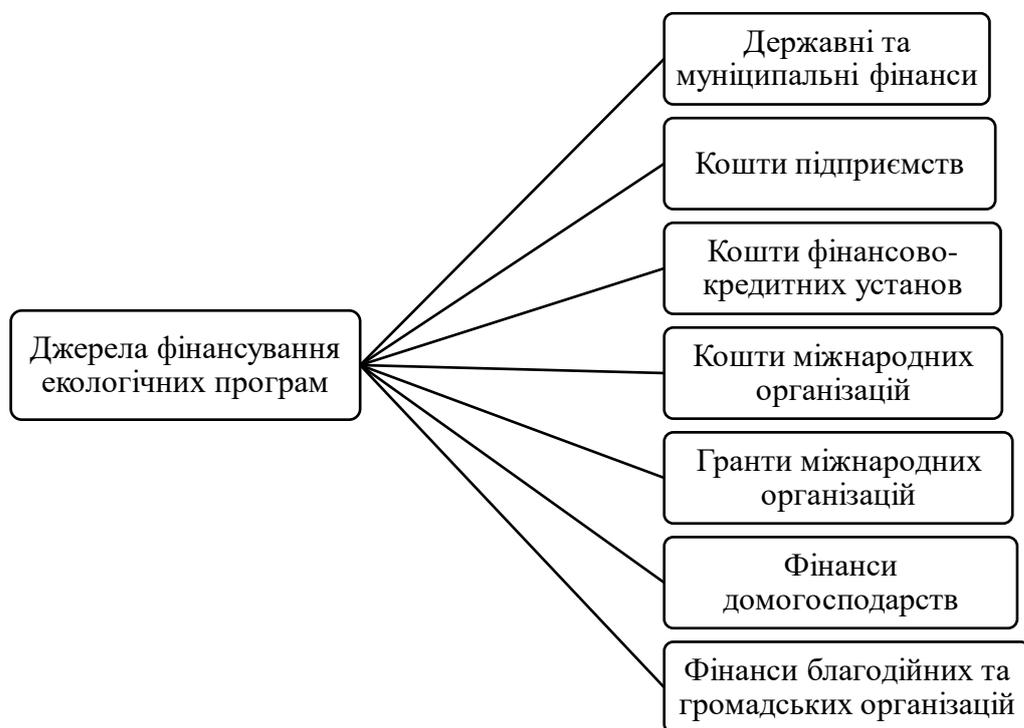 Державні та
муніципальні фінанси
Кошти підприємств
Кошти фінансово-
кредитних установ
Джерела фінансування
екологічних програм
Кошти міжнародних
організацій
Гранти міжнародних
організацій
Фінанси
домогосподарств
Фінанси благодійних та
громадських організацій